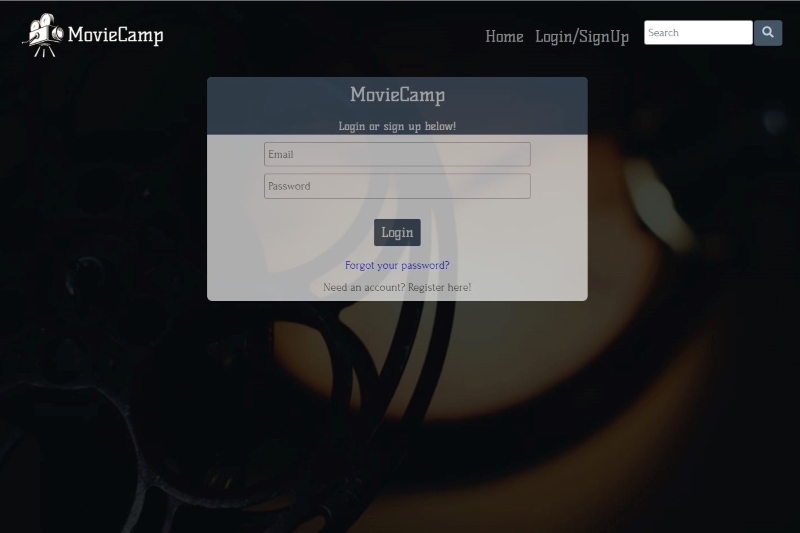 MovieCamp
Home
Login/SignUp
Search
MovieCamp
Login or sign up below!
Email
Password
Login
Forgot your password?
Need an account? Register here!